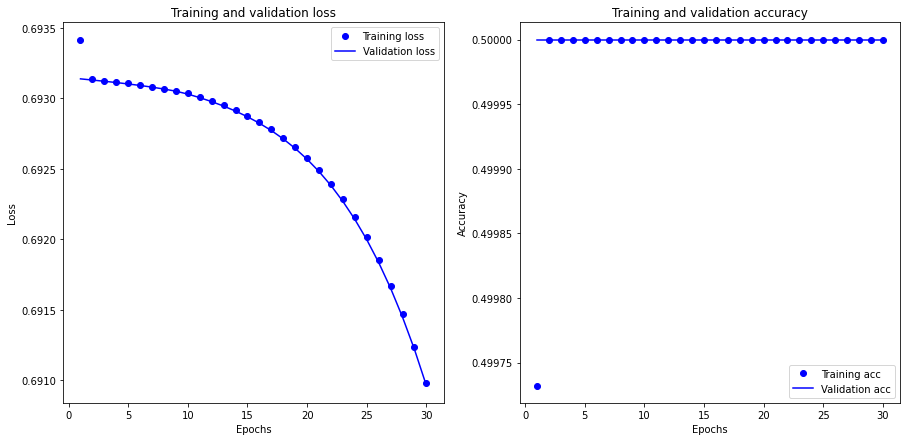 Training and validation loss
0.6935
0.6930
0.6925
0.6920
0.6915
0.6910
Loss
0
5
10
15
20
25
30
Epochs
Training loss
Validation loss
Training and validation accuracy
0.50000
0.49995
0.49990
0.49985
0.49980
0.49975
Accuracy
0
5
10
15
20
25
30
Epochs
Training acc
Validation acc